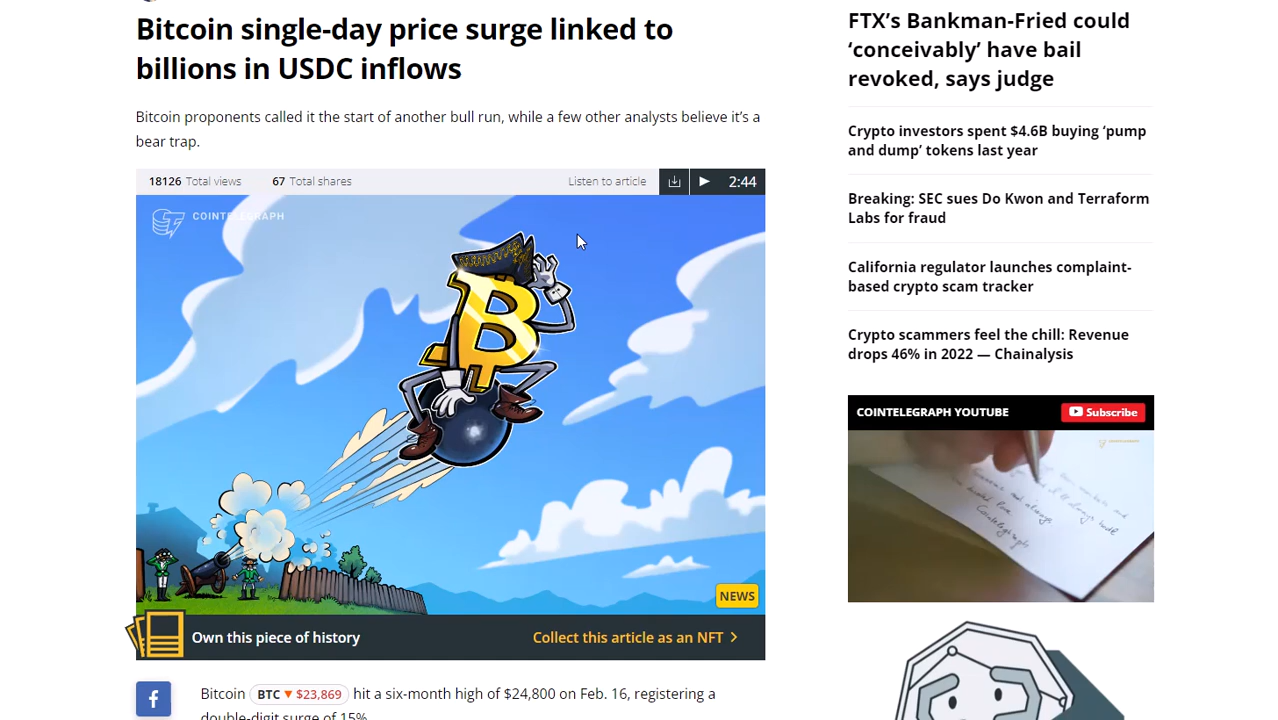 Bitcoin single-day price surge linked to
billions in USDC inflows
Bitcoin proponents called it the start of another bull run, while a few other analysts believe it's a
bear trap.
18126 Total views 67 Total shares Listen to article 2:44
COINTELEGRAPH
NEWS
Own this piece of history Collect this article as an NFT
Bitcoin BTC $23,869 hit a six-month high of $24,800 on Feb. 16, registering a
double-digit surge of 15%
FTX's Bankman-Fried could
‘conceivably’ have bail
revoked, says judge
Crypto investors spent $4.6B buying ‘pump
and dump’ tokens last year
Breaking: SEC sues Do Kwon and Terraform
Labs for fraud
California regulator launches complaint-
based crypto scam tracker
Crypto scammers feel the chill: Revenue
drops 46% in 2022 — Chainalysis
COINTELEGRAPH YOUTUBE Subscribe
Cointelegraph